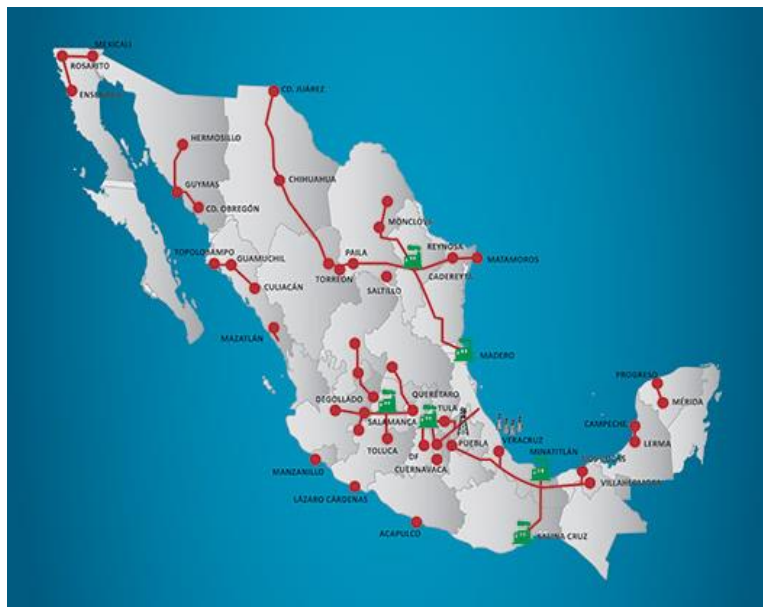 MEXICALI
ROSARITO
ENSENADA
CD. JUÁREZ
HERMOSILLO
CHIHUAHUA
GUYMAS
CD. OBREGÓN
MONCLOVA
TOPOLOBAMPO
GUAMUCHIL
PAILA
REYNOSA
MATAMOROS
TORREÓN
CADEREYTA
SALTILLO
CULIACÁN
MAZATLÁN
MADERO
PROGRESO
DEGOLLADO
QUERÉTARO
MÉRIDA
SALAMANCA
TULA
CAMPECHE
VERACRUZ
TOLUCA
PUEBLA
LERMA
DF
MINATITLÁN
MANZANILLO
CUERNAVACA
VILLAHERMOSA
LÁZARO CÁRDENAS
ACAPULCO
SALINA CRUZ